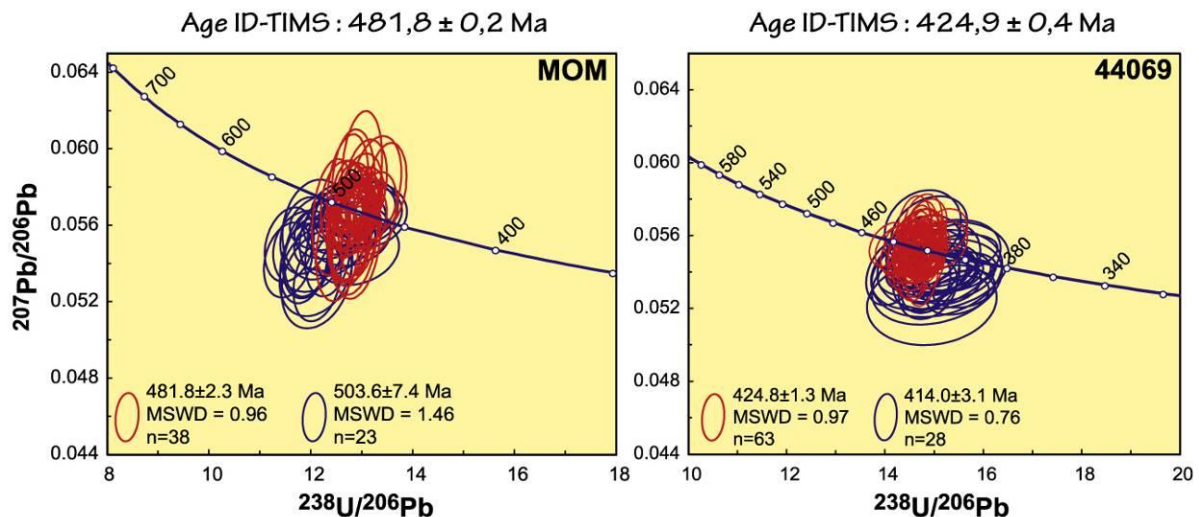 Age ID-TIMS : 481,8 ± 0,2 Ma
Age ID-TIMS : 424,9 ± 0,4 Ma
MOM
0.064
0.060
0.056
0.052
0.048
0.044
207Pb/206Pb
700
600
500
400
481.8±2.3 Ma
MSWD = 0.96
n=38
503.6±7.4 Ma
MSWD = 1.46
n=23
8 10 12 14 16 18
238U/206Pb
44069
0.064
0.060
0.056
0.052
0.048
0.044
580
540
500
460
380
340
424.8±1.3 Ma
MSWD = 0.97
n=63
414.0±3.1 Ma
MSWD = 0.76
n=28
10 12 14 16 18 20
238U/206Pb